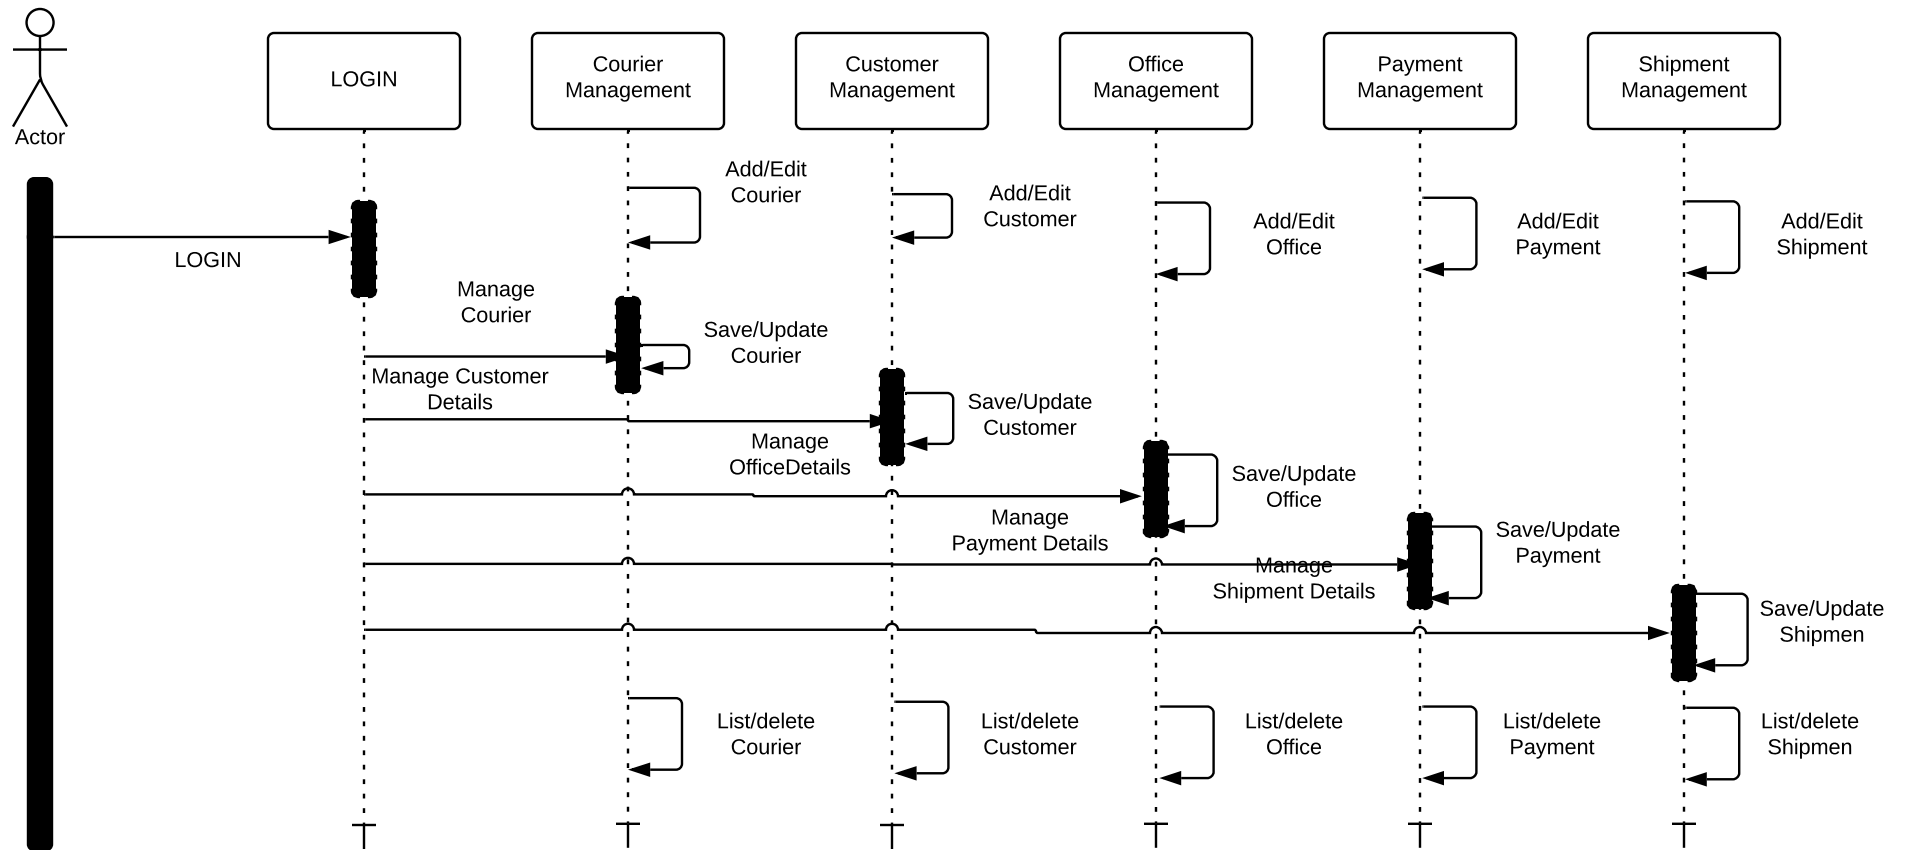 Actor
LOGIN
Courier
Management
Customer
Management
Office
Management
Payment
Management
Shipment
Management
Add/Edit
Courier
Add/Edit
Customer
Add/Edit
Office
Add/Edit
Payment
Add/Edit
Shipment
LOGIN
Manage
Courier
Save/Update
Courier
Manage Customer
Details
Save/Update
Customer
Manage
OfficeDetails
Save/Update
Office
Manage
Payment Details
Save/Update
Payment
Manage
Shipment Details
Save/Update
Shipmen
List/delete
Courier
List/delete
Customer
List/delete
Office
List/delete
Payment
List/delete
Shipmen